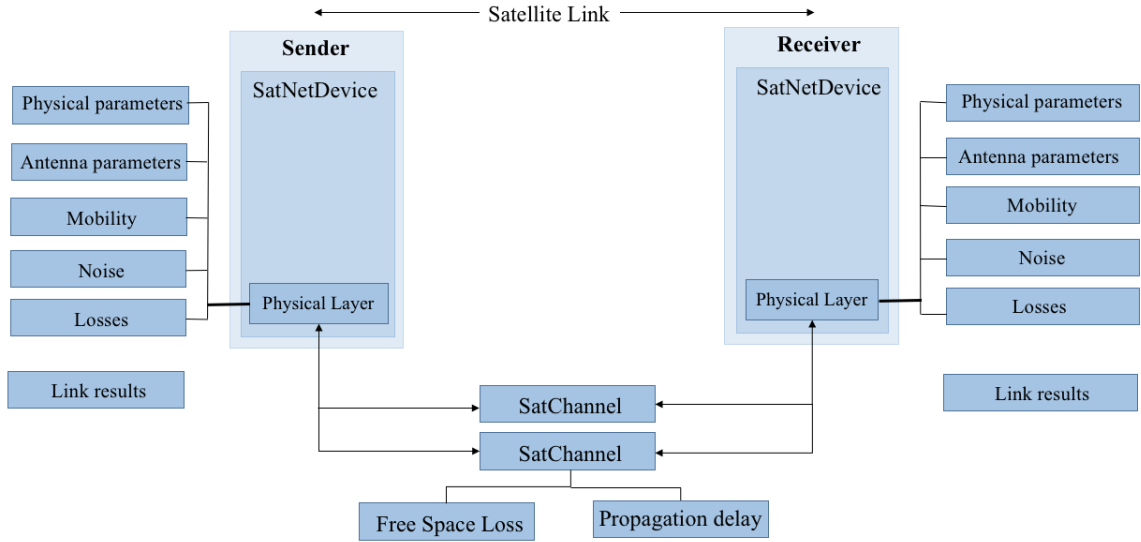 Satellite Link
Sender
SatNetDevice
Physical parameters
Antenna parameters
Mobility
Noise
Losses
Physical Layer
Link results
Receiver
SatNetDevice
Physical parameters
Antenna parameters
Mobility
Noise
Losses
Physical Layer
Link results
SatChannel
SatChannel
Free Space Loss
Propagation delay